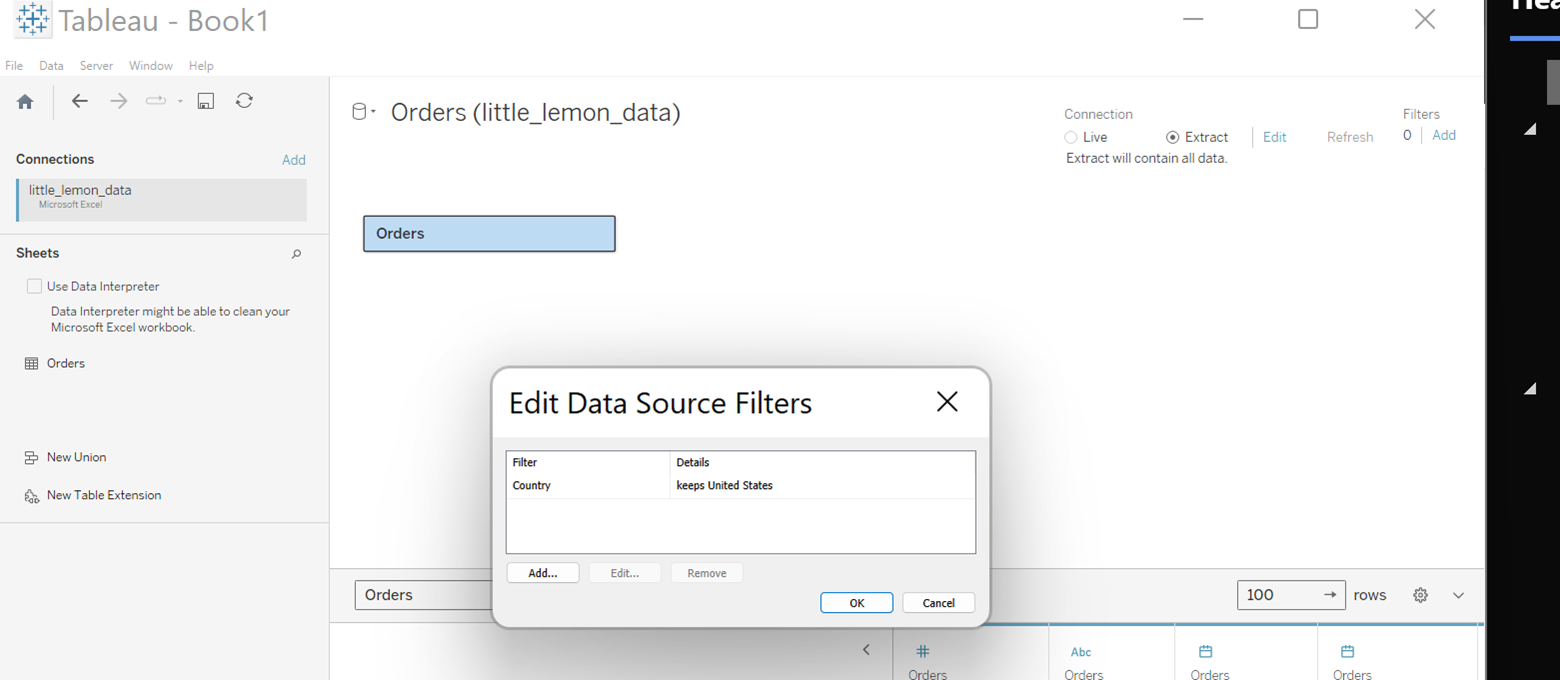 Tableau - Book1
File Data Server Window Help
Orders (little_lemon_data)
Connection
Live
Extract
Edit
Refresh
Extract will contain all data.
Filters
0
Add
Connections
Add
little_lemon_data
Microsoft Excel
Sheets
Use Data Interpreter
Data Interpreter might be able to clean your
Microsoft Excel workbook.
Orders
New Union
New Table Extension
Orders
Edit Data Source Filters
Filter Details
Country keeps United States
Add... Edit... Remove
OK Cancel
Orders
100 rows
Abc
Orders Orders Orders Orders